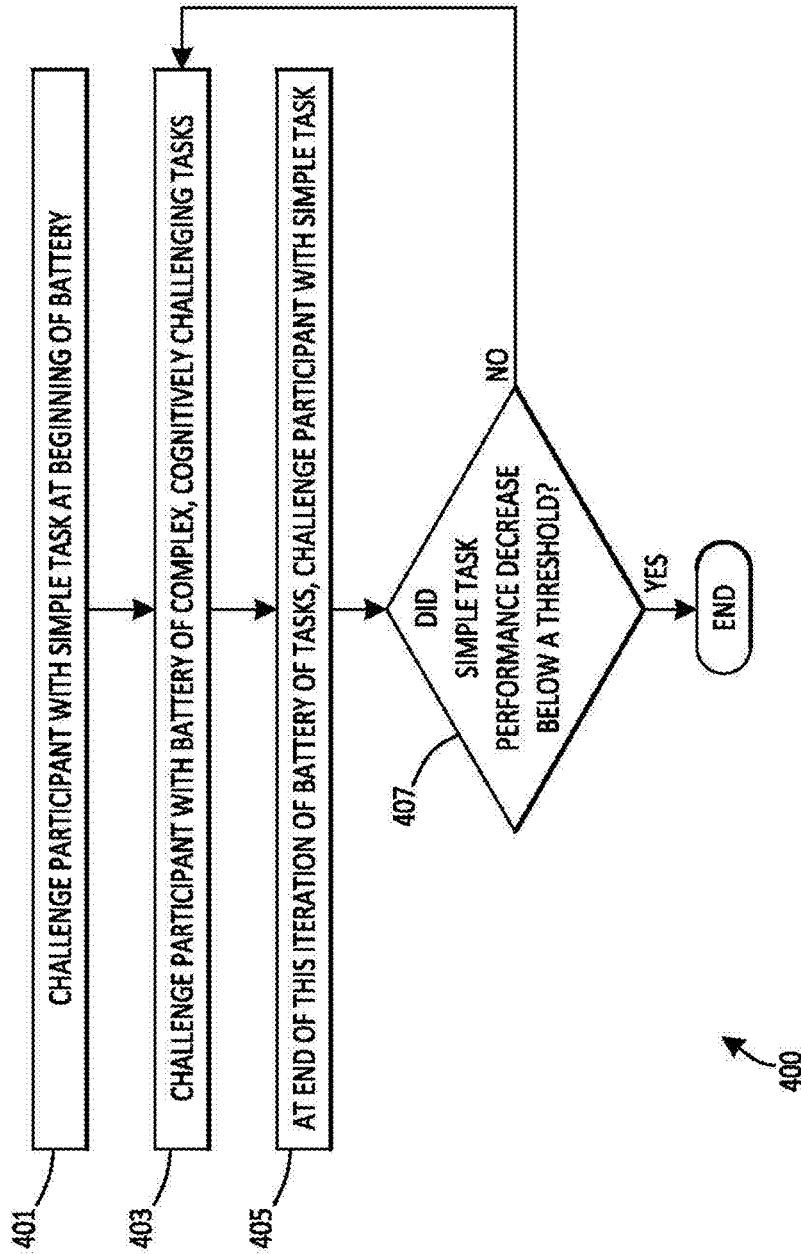 401
CHALLENGE PARTICIPANT WITH SIMPLE TASK AT BEGINNING OF BATTERY
403
CHALLENGE PARTICIPANT WITH BATTERY OF COMPLEX, COGNITIVELY CHALLENGING TASKS
405
AT END OF THIS ITERATION OF BATTERY OF TASKS, CHALLENGE PARTICIPANT WITH SIMPLE TASK
407
DID
SIMPLE TASK
PERFORMANCE DECREASE
BELOW A THRESHOLD?
NO
YES
END
400